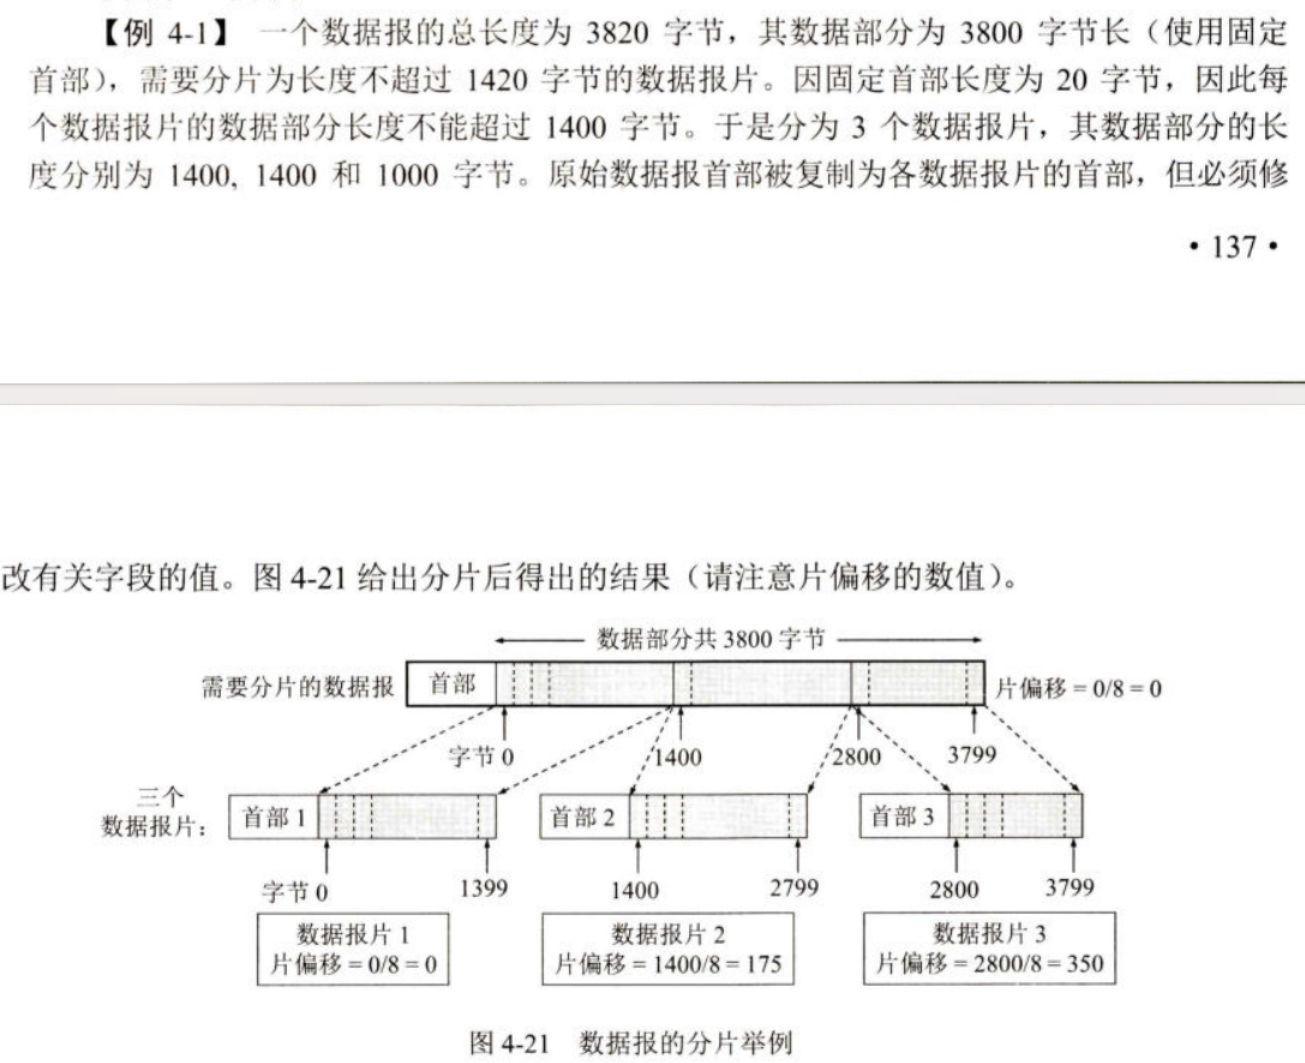 【例 4-1】 一个数据报的总长度为 3820 字节，其数据部分为 3800 字节长（使用固定
首部），需要分片为长度不超过 1420 字节的数据报片。因固定首部长度为 20 字节，因此每
个数据报片的数据部分长度不能超过 1400 字节。于是分为 3 个数据报片，其数据部分的长
度分别为 1400, 1400 和 1000 字节。原始数据报首部被复制为各数据报片的首部，但必须修
• 137 •
改有关字段的值。图 4-21 给出分片后得出的结果（请注意片偏移的数值）。
数据部分共 3800 字节
需要分片的数据报 首部 片偏移 = 0/8 = 0
字节 0 1400 2800 3799
三个
数据报片： 首部 1 首部 2 首部 3
字节 0 1399 1400 2799 2800 3799
数据报片 1 数据报片 2 数据报片 3
片偏移 = 0/8 = 0 片偏移 = 1400/8 = 175 片偏移 = 2800/8 = 350
图 4-21 数据报的分片举例